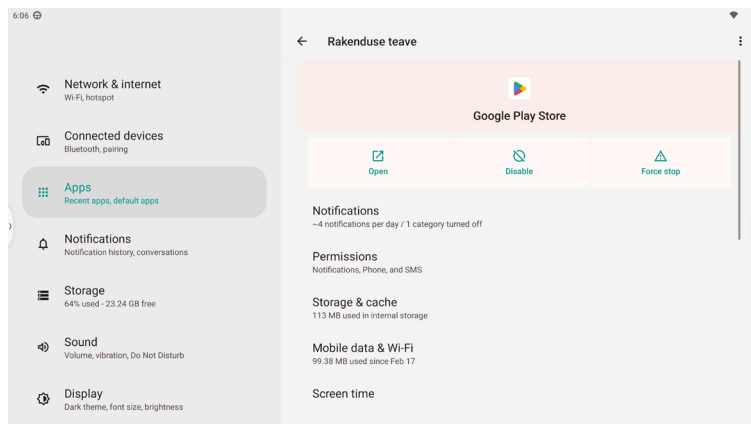 6:06
Rakenduse teave
Network & internet
Wi-Fi, hotspot
Connected devices
Bluetooth, pairing
Apps
Recent apps, default apps
Notifications
Notification history, conversations
Storage
64% used - 23.24 GB free
Sound
Volume, vibration, Do Not Disturb
Display
Dark theme, font size, brightness
Google Play Store
Open
Disable
Force stop
Notifications
~4 notifications per day / 1 category turned off
Permissions
Notifications, Phone, and SMS
Storage & cache
113 MB used in internal storage
Mobile data & Wi-Fi
99.38 MB used since Feb 17
Screen time